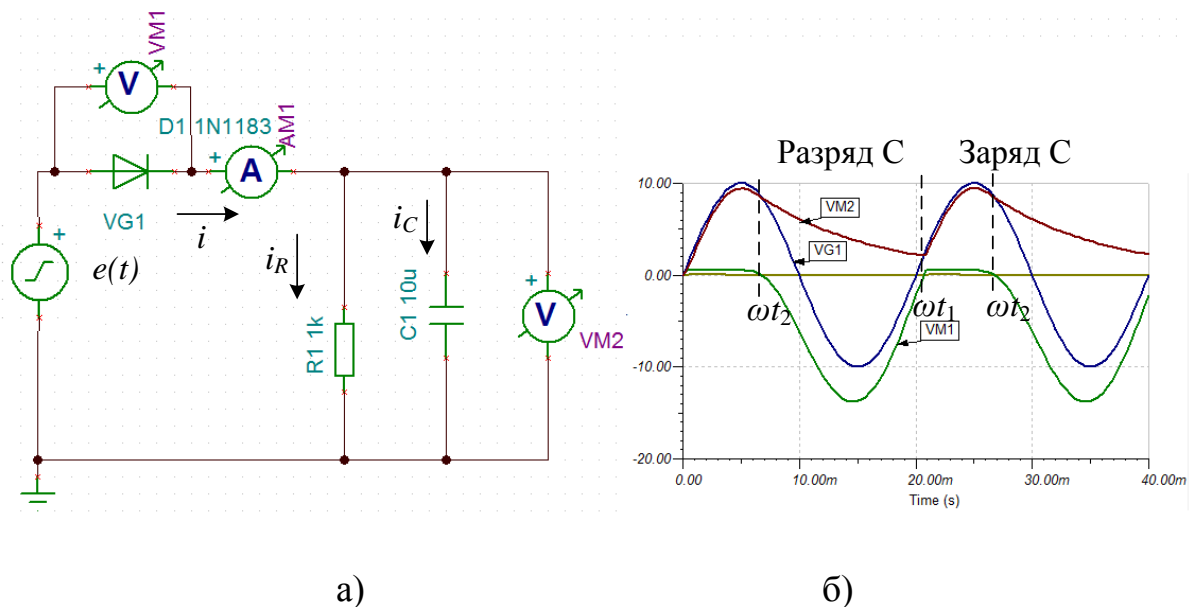 VM1
+
V
D1 1N1183
AM1
+
A
VG1
i
+
e(t)
iR
iC
R1 1k
C1 10u
+
V
VM2
а)
Разряд С Заряд С
10.00
0.00
-10.00
-20.00
VM2
VG1
VM1
ωt2
ωt1
ωt2
0.00 10.00m 20.00m 30.00m 40.00m
Time (s)
б)